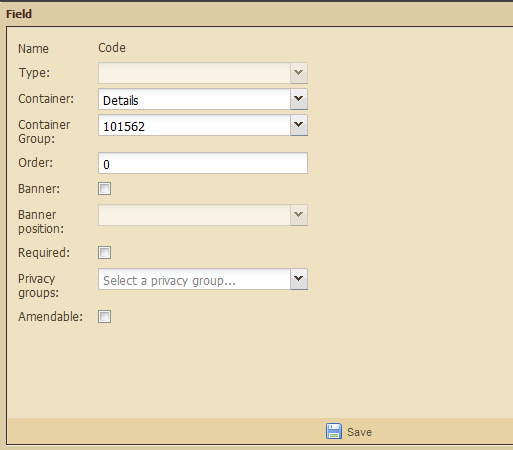 Field
Name Code
Type:
Container: Details
Container
Group: 101562
Order: 0
Banner:
Banner
position:
Required:
Privacy
groups: Select a privacy group...
Amendable:
Save